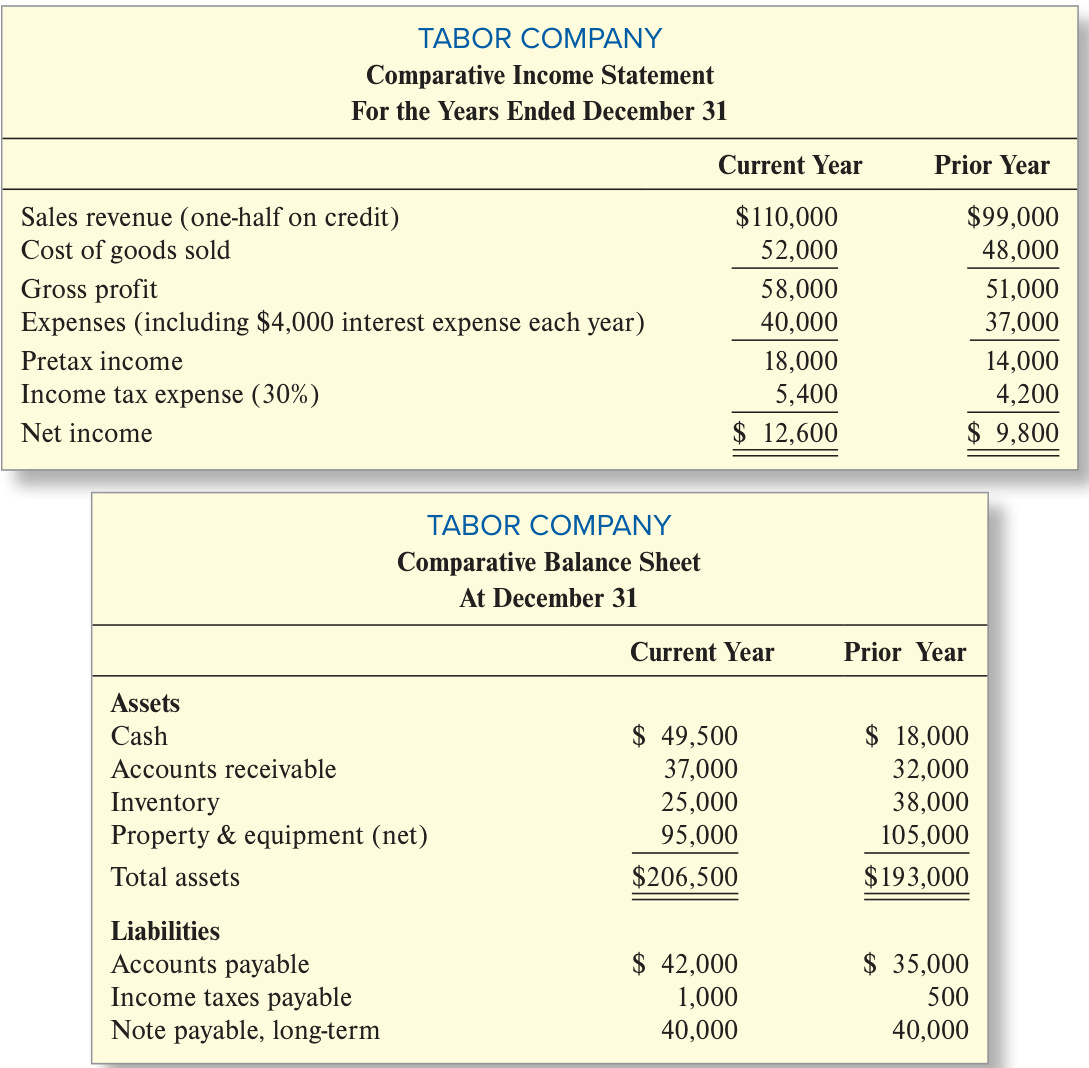 TABOR COMPANY
Comparative Income Statement
For the Years Ended December 31
Current Year Prior Year
Sales revenue (one-half on credit) $110,000 $99,000
Cost of goods sold 52,000 48,000
Gross profit 58,000 51,000
Expenses (including $4,000 interest expense each year) 40,000 37,000
Pretax income 18,000 14,000
Income tax expense (30%) 5,400 4,200
Net income $ 12,600 $ 9,800
TABOR COMPANY
Comparative Balance Sheet
At December 31
Current Year Prior Year
Assets
Cash $ 49,500 $ 18,000
Accounts receivable 37,000 32,000
Inventory 25,000 38,000
Property & equipment (net) 95,000 105,000
Total assets $206,500 $193,000
Liabilities
Accounts payable $ 42,000 $ 35,000
Income taxes payable 1,000 500
Note payable, long-term 40,000 40,000